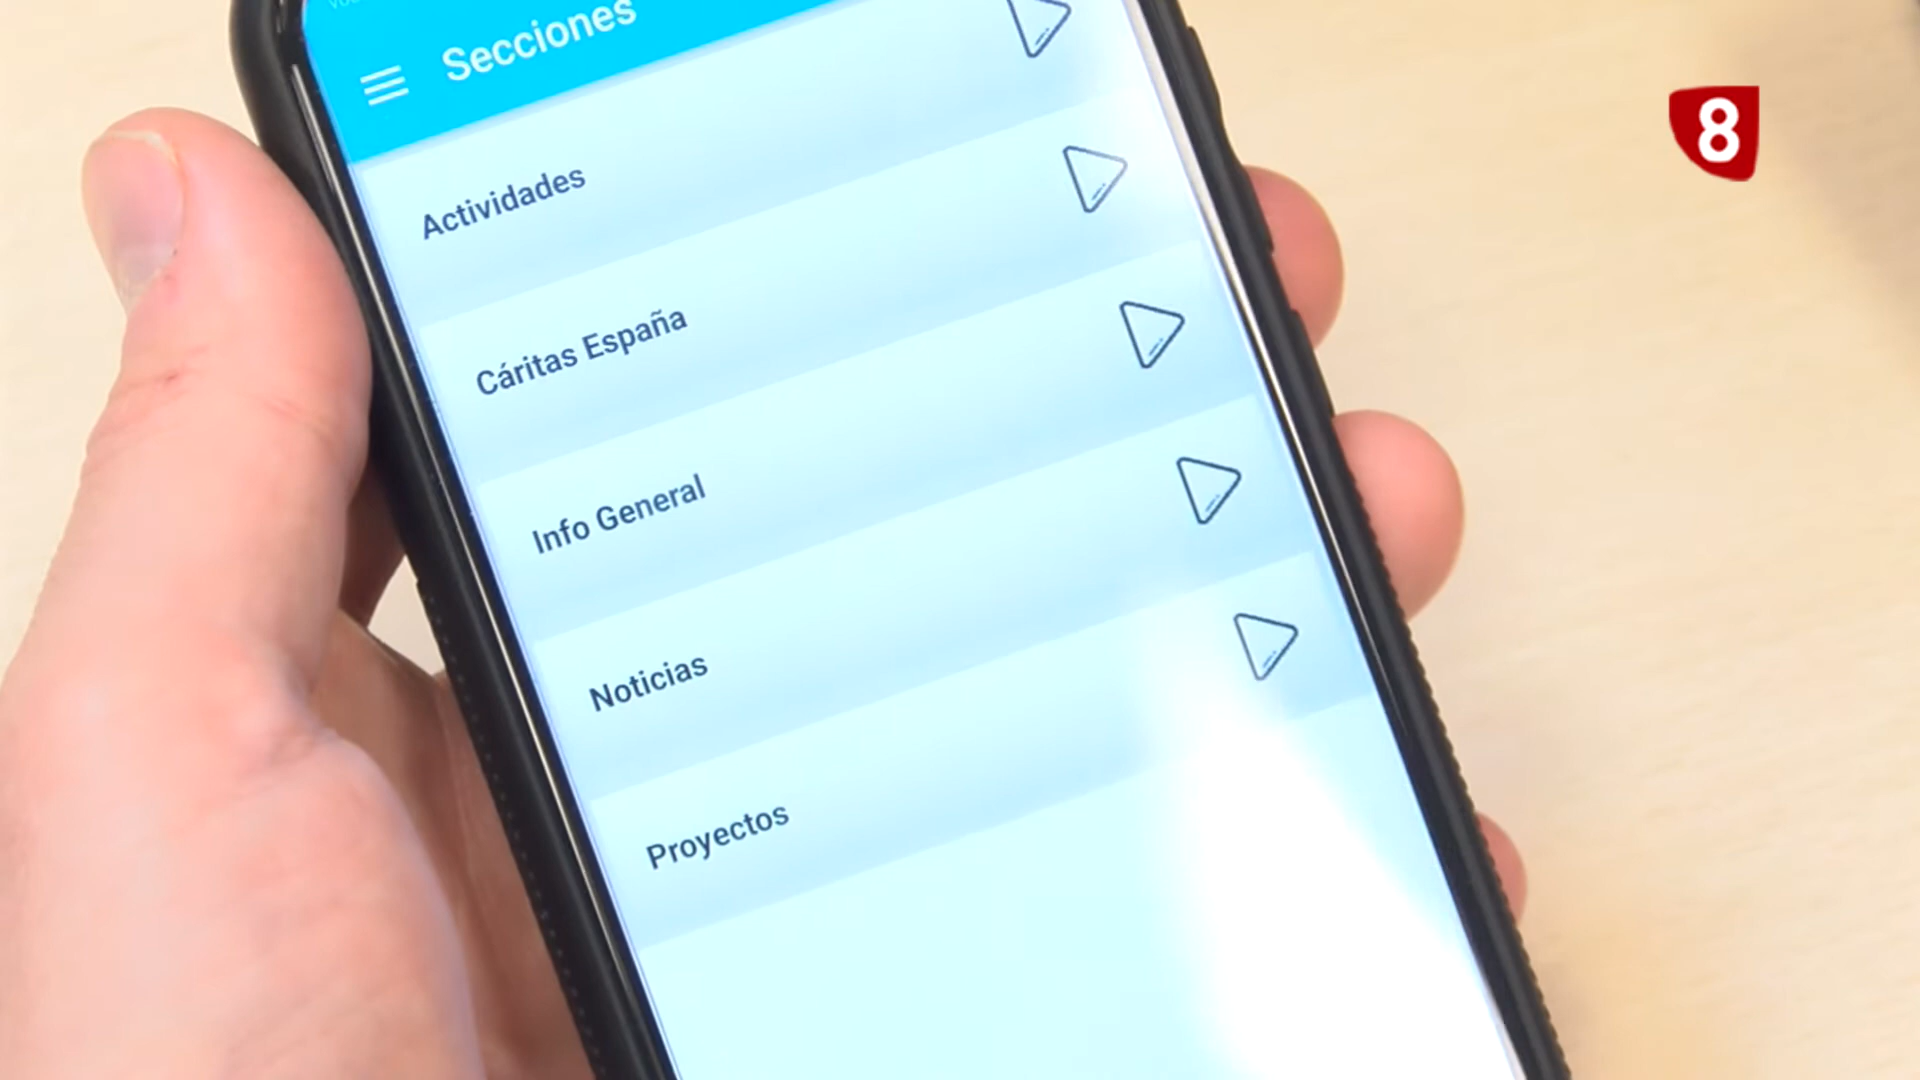 Secciones
Actividades
Cáritas España
Info General
Noticias
Proyectos
8